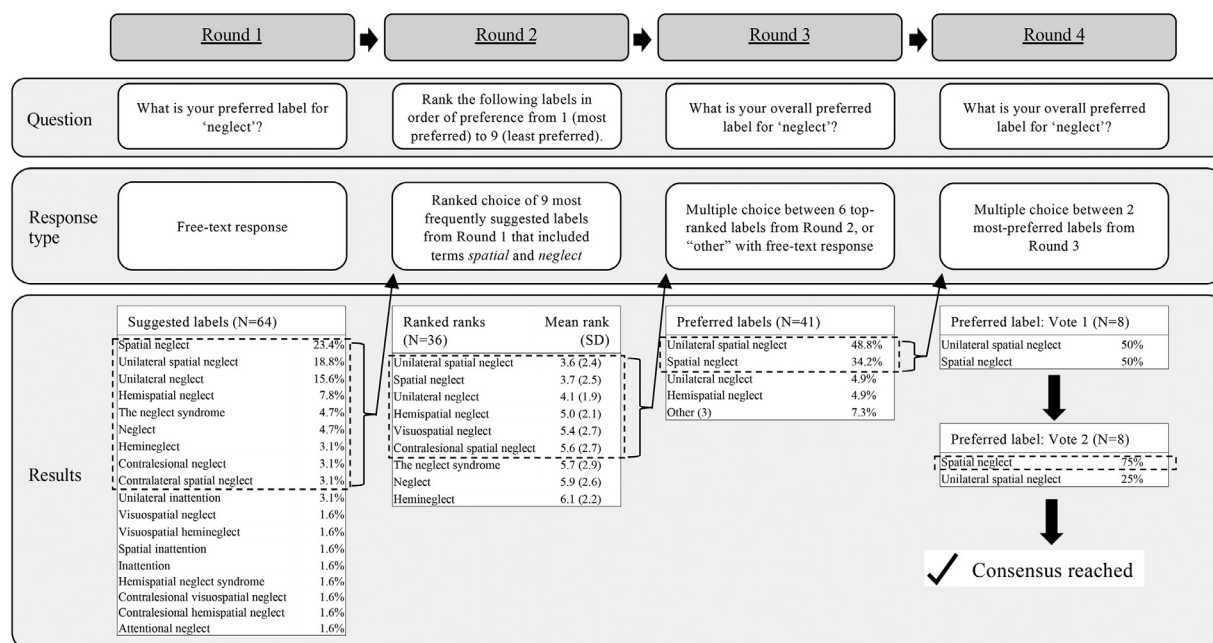 Round 1
Round 2
Round 3
Round 4
Question
What is your preferred label for
‘neglect’?
Rank the following labels in
order of preference from 1 (most
preferred) to 9 (least preferred).
What is your overall preferred
label for ‘neglect’?
What is your overall preferred
label for ‘neglect’?
Response
type
Free-text response
Ranked choice of 9 most
frequently suggested labels
from Round 1 that included
terms spatial and neglect
Multiple choice between 6 top-
ranked labels from Round 2, or
“other” with free-text response
Multiple choice between 2
most-preferred labels from
Round 3
Results
Suggested labels (N=64)
Spatial neglect 23.4%
Unilateral spatial neglect 18.8%
Unilateral neglect 15.6%
Hemispatial neglect 7.8%
The neglect syndrome 4.7%
Neglect 4.7%
Hemineglect 3.1%
Contralesional neglect 3.1%
Contralateral spatial neglect 3.1%
Unilateral inattention 3.1%
Visuospatial neglect 1.6%
Visuospatial hemineglect 1.6%
Spatial inattention 1.6%
Inattention 1.6%
Hemispatial neglect syndrome 1.6%
Contralesional visuospatial neglect 1.6%
Contralesional hemispatial neglect 1.6%
Attentional neglect 1.6%
Ranked ranks Mean rank
(N=36) (SD)
Unilateral spatial neglect 3.6 (2.4)
Spatial neglect 3.7 (2.5)
Unilateral neglect 4.1 (1.9)
Hemispatial neglect 5.0 (2.1)
Visuospatial neglect 5.4 (2.7)
Contralesional spatial neglect 5.6 (2.7)
The neglect syndrome 5.7 (2.9)
Neglect 5.9 (2.6)
Hemineglect 6.1 (2.2)
Preferred labels (N=41)
Unilateral spatial neglect 48.8%
Spatial neglect 34.2%
Unilateral neglect 4.9%
Hemispatial neglect 4.9%
Other (3) 7.3%
Preferred label: Vote 1 (N=8)
Unilateral spatial neglect 50%
Spatial neglect 50%
Preferred label: Vote 2 (N=8)
Spatial neglect 75%
Unilateral spatial neglect 25%
Consensus reached